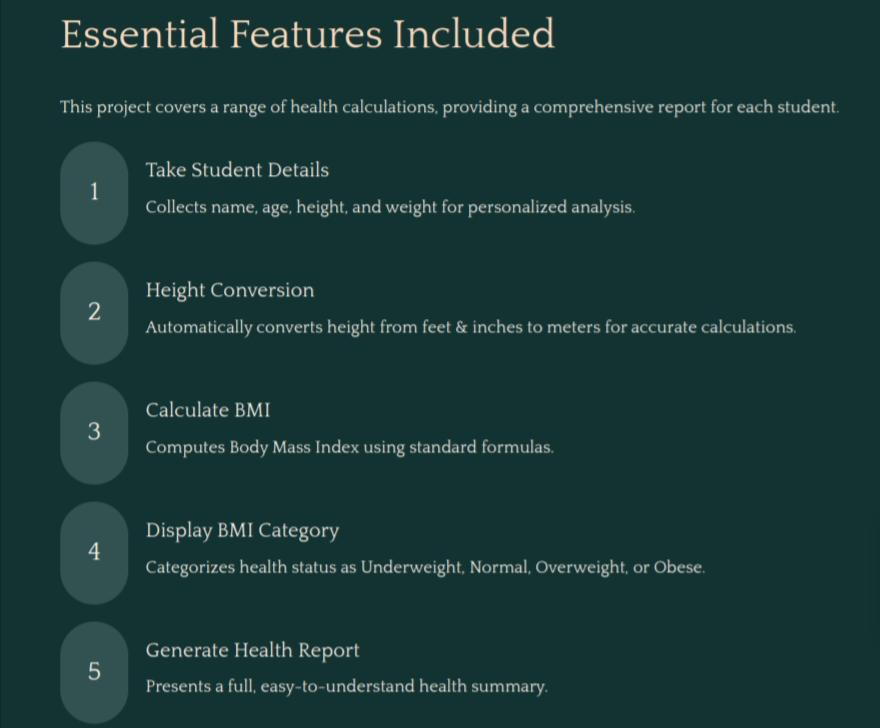 Essential Features Included
This project covers a range of health calculations, providing a comprehensive report for each student.
1
Take Student Details
Collects name, age, height, and weight for personalized analysis.
2
Height Conversion
Automatically converts height from feet & inches to meters for accurate calculations.
3
Calculate BMI
Computes Body Mass Index using standard formulas.
4
Display BMI Category
Categorizes health status as Underweight, Normal, Overweight, or Obese.
5
Generate Health Report
Presents a full, easy-to-understand health summary.